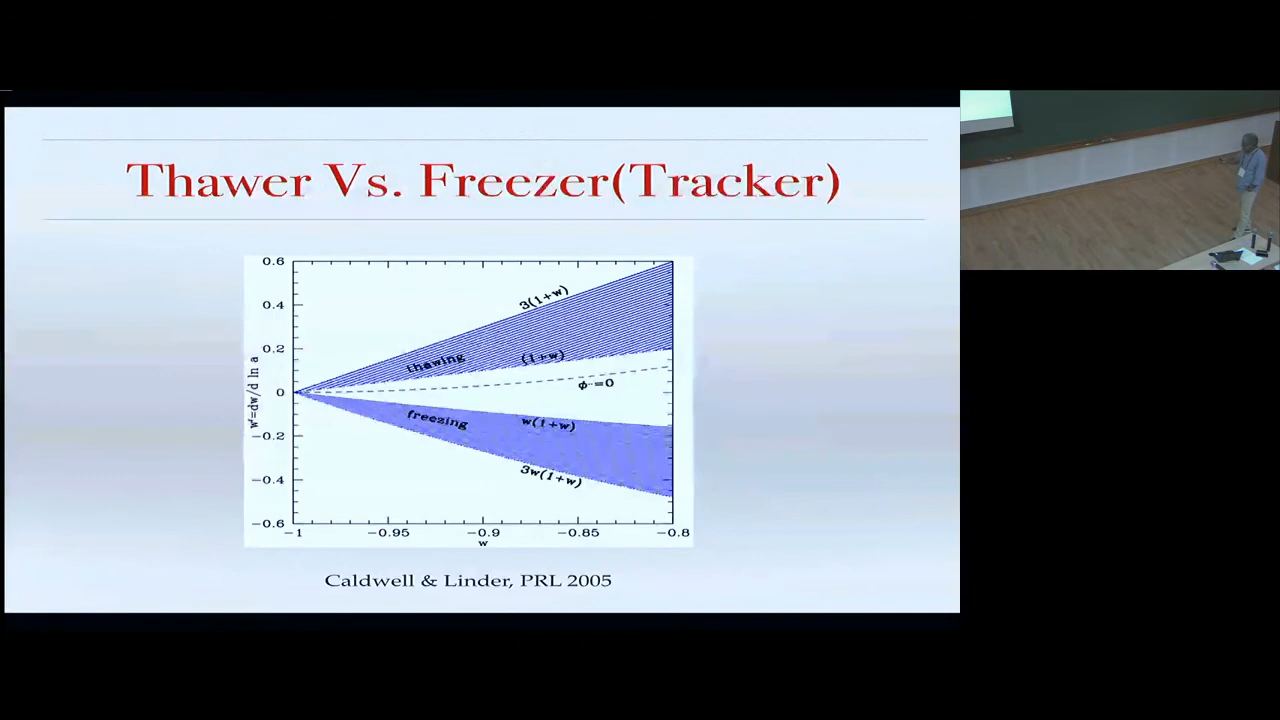 Thawer Vs. Freezer(Tracker)
0.6
0.4
0.2
0
−0.2
−0.4
−0.6
w'=dw/d ln a
3(1+w)
thawing
(1+w)
φ̈=0
freezing
w(1+w)
3w(1+w)
−1
−0.95
−0.9
−0.85
−0.8
w
Caldwell & Linder, PRL 2005